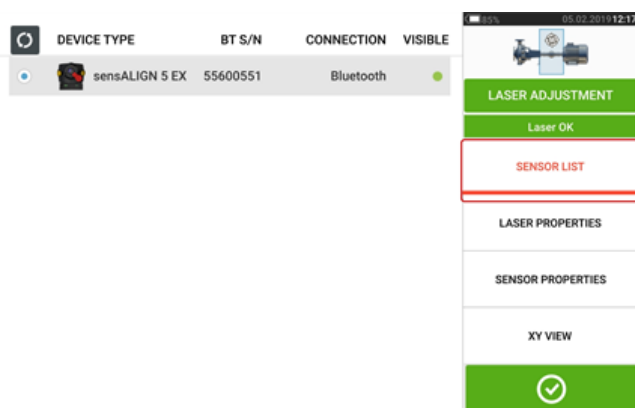 85% 05.02.2019 12:17
DEVICE TYPE BT S/N CONNECTION VISIBLE
sensALIGN 5 EX 55600551 Bluetooth
LASER ADJUSTMENT
Laser OK
SENSOR LIST
LASER PROPERTIES
SENSOR PROPERTIES
XY VIEW